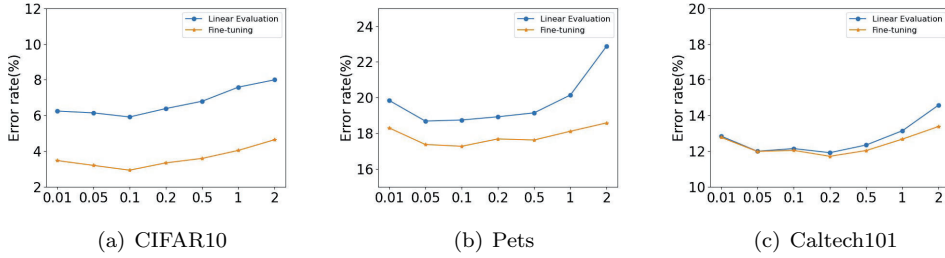 12
10
8
6
4
2
Error rate(%)
Linear Evaluation
Fine-tuning
0.01 0.05 0.1 0.2 0.5 1 2
(a) CIFAR10
24
22
20
18
16
Error rate(%)
Linear Evaluation
Fine-tuning
0.01 0.05 0.1 0.2 0.5 1 2
(b) Pets
20
18
16
14
12
10
Error rate(%)
Linear Evaluation
Fine-tuning
0.01 0.05 0.1 0.2 0.5 1 2
(c) Caltech101